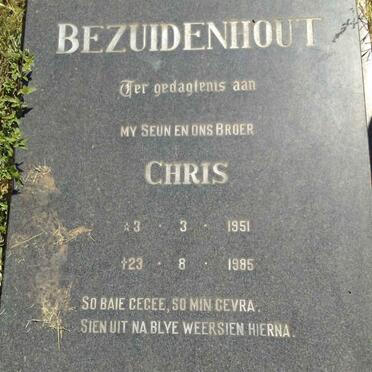 BEZUIDENHOUT
Ter gedagtenis aan
MY SEUN EN ONS BROER
CHRIS
☆3 · 3 · 1951
†23 · 8 · 1985
SO BAIE GEGEE, SO MIN GEVRA.
SIEN UIT NA BLYE WEERSIEN HIERNA.